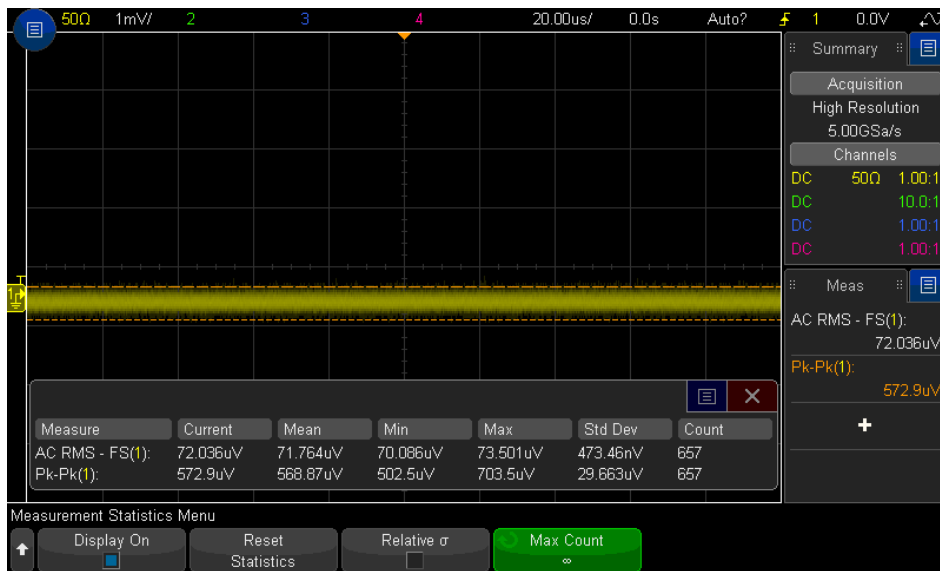 50Ω 1mV/ 2 3 4 20.00us/ 0.0s Auto? 1 0.0V
Summary
Acquisition
High Resolution
5.00GSa/s
Channels
DC 50Ω 1.00:1
DC 10.0:1
DC 1.00:1
DC 1.00:1
T
1
Meas
AC RMS - FS(1):
72.036uV
Pk-Pk(1):
572.9uV
Measure Current Mean Min Max Std Dev Count
AC RMS - FS(1): 72.036uV 71.764uV 70.086uV 73.501uV 473.46nV 657
Pk-Pk(1): 572.9uV 568.87uV 502.5uV 703.5uV 29.663uV 657
Measurement Statistics Menu
Display On Reset Statistics Relative σ Max Count
∞